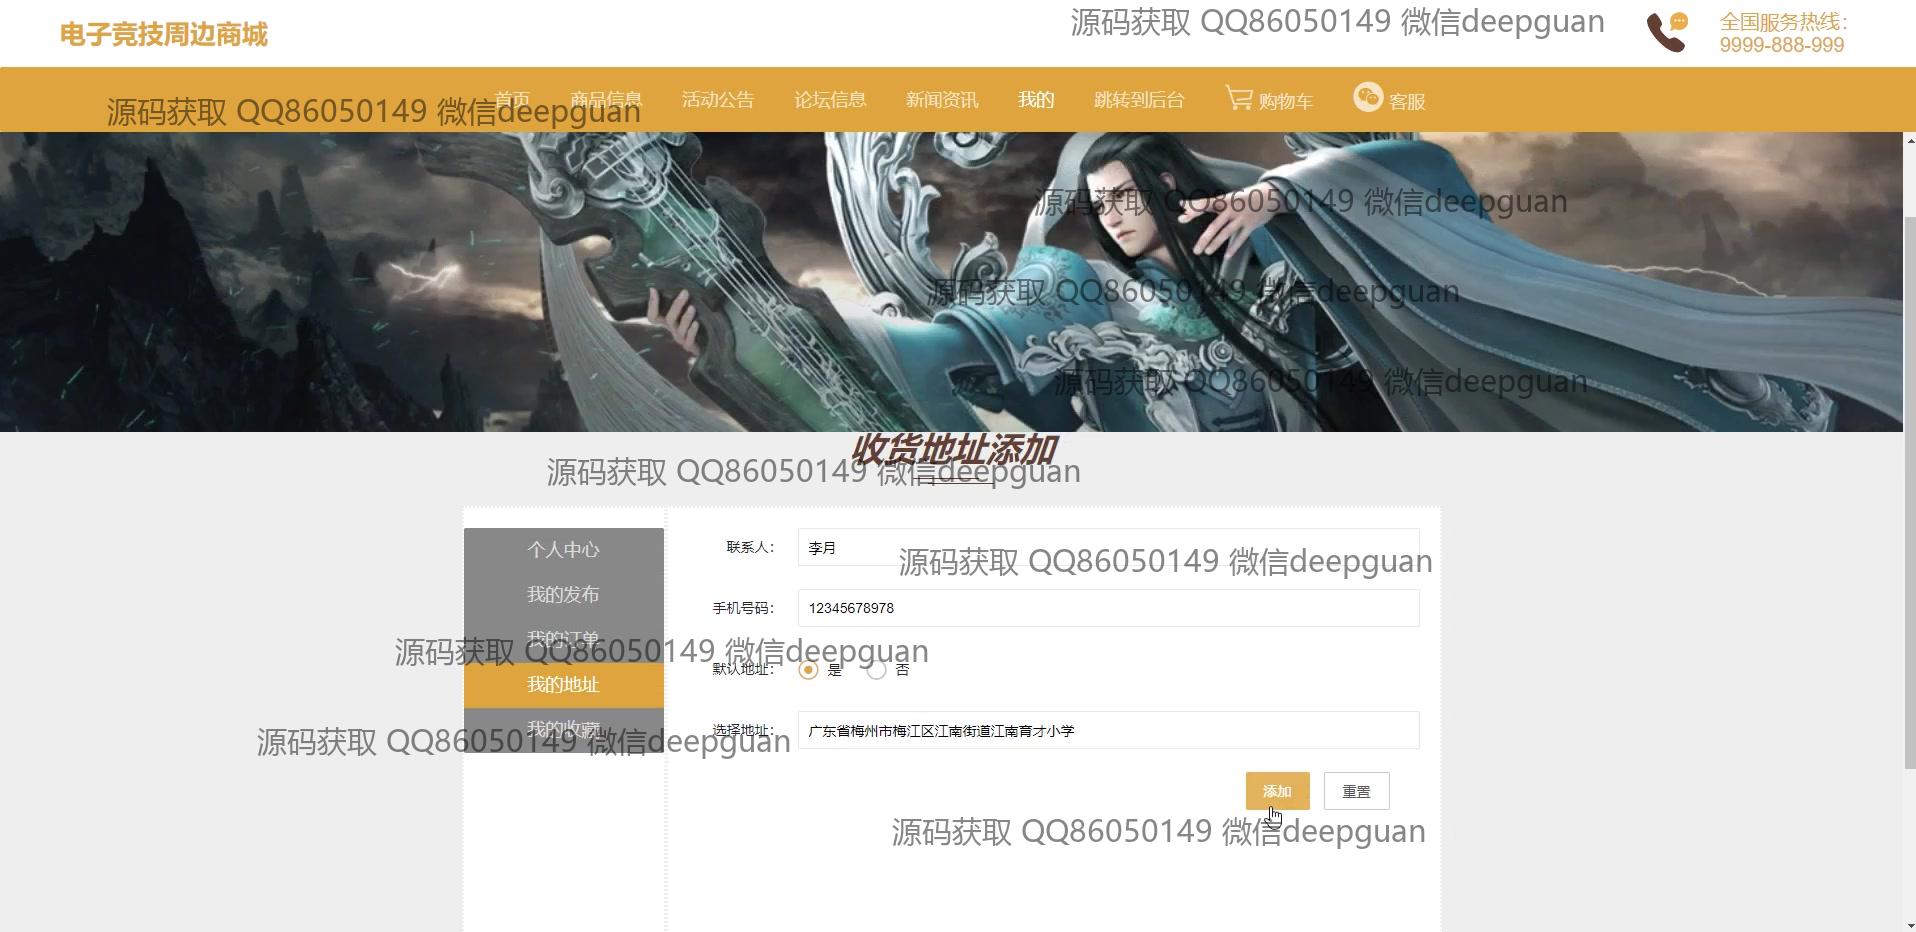 电子竞技周边商城
源码获取 QQ86050149 微信deepguan
全国服务热线：
9999-888-999
首页 商品信息 活动公告 论坛信息 新闻资讯 我的 跳转到后台 购物车 客服
源码获取 QQ86050149 微信deepguan
源码获取 QQ86050149 微信deepguan
源码获取 QQ86050149 微信deepguan
源码获取 QQ86050149 微信deepguan
收货地址添加
源码获取 QQ86050149 微信deepguan
个人中心
联系人： 李月
源码获取 QQ86050149 微信deepguan
我的发布
手机号码： 12345678978
我的订单
源码获取 QQ86050149 微信deepguan
默认地址： 是 否
我的地址
我的收藏
选择地址： 广东省梅州市梅江区江南街道江南育才小学
源码获取 QQ86050149 微信deepguan
添加 重置
源码获取 QQ86050149 微信deepguan